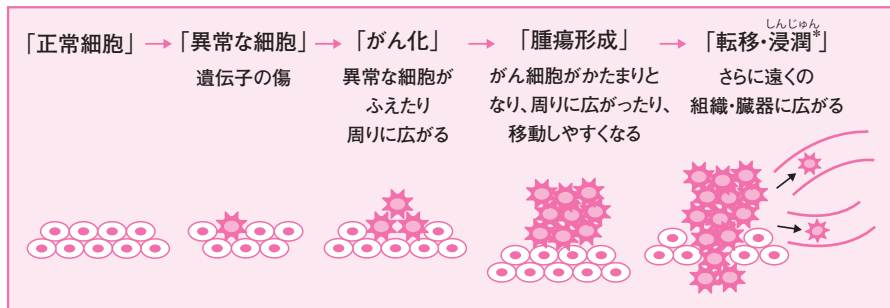 「正常細胞」→「異常な細胞」→「がん化」→「腫瘍形成」→「転移・浸潤*」
しんじゅん
遺伝子の傷
異常な細胞が
ふえたり
周りに広がる
がん細胞がかたまりと
なり、周りに広がったり、
移動しやすくなる
さらに遠くの
組織・臓器に広がる